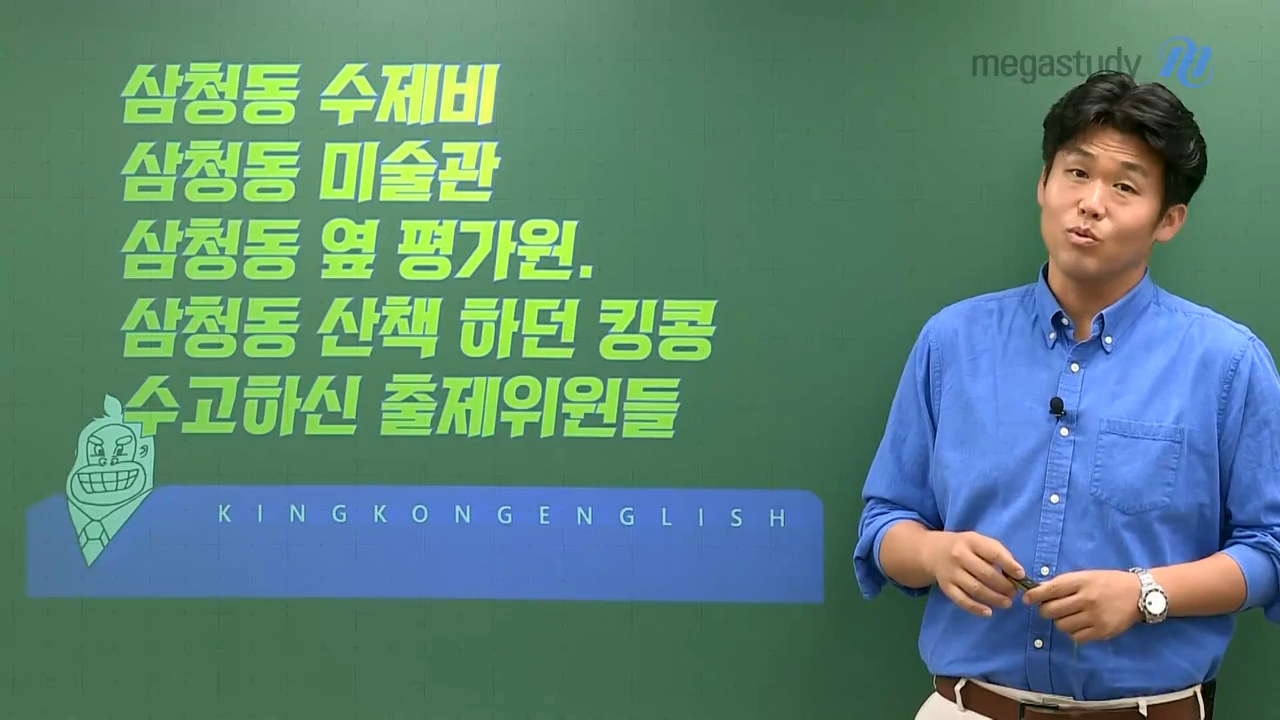 megastudy
삼청동 수제비
삼청동 미술관
삼청동 옆 평가원.
삼청동 산책 하던 킹콩
수고하신 출제위원들
KINGKONGENGLISH